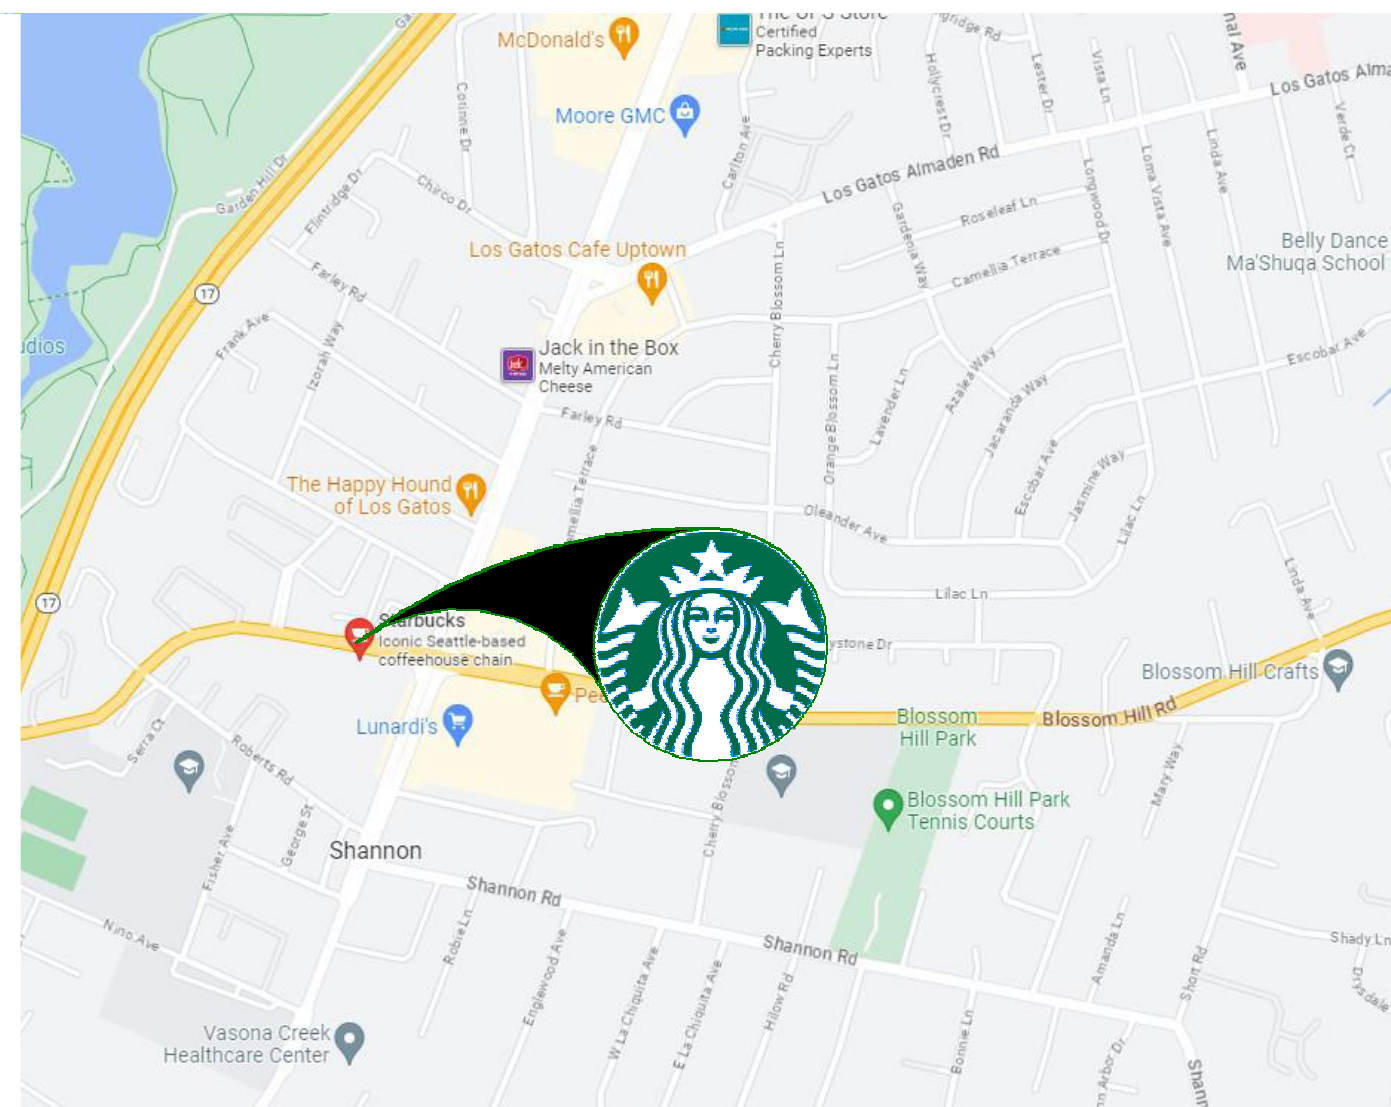 The UPS Store
Certified
Packing Experts
McDonald's
Moore GMC
Corinne Dr
Carlton Ave
Hollycrest Dr
Lester Dr
Vista Ln
Los Gatos Alma
Verde Ct
Linda Ave
Loma Vista Ave
Longwood Dr
Los Gatos Almaden Rd
Roseleaf Ln
Gardenia Way
Camellia Terrace
Garden Hill Dr
Flintridge Dr
Chirco Dr
Los Gatos Cafe Uptown
Belly Dance
Ma'Shuqa School
Farley Rd
17
Cherry Blossom Ln
Frank Ave
Izorah Way
Jack in the Box
Melty American
Cheese
Escobar Ave
Orange Blossom Ln
Lavender Ln
Azalea Way
Jacaranda Way
Farley Rd
Escobar Ave
Jasmine Way
Lilac Ln
The Happy Hound
of Los Gatos
Oleander Ave
Linda Ave
Lilac Ln
17
Starbucks
Iconic Seattle-based
coffeehouse chain
Blossom Hill Crafts
Lunardi's
Blossom
Hill Park
Blossom Hill Rd
Serra Ct
Roberts Rd
Mary Way
Blossom Hill Park
Tennis Courts
George St
Fisher Ave
Shannon
Shannon Rd
Nino Ave
Robie Ln
Englewood Ave
W La Chiquita Ave
E La Chiquita Ave
Hilow Rd
Shannon Rd
Amanda Ln
Short Rd
Shady Ln
Drysdale
Bonnie Ln
Vasona Creek
Healthcare Center